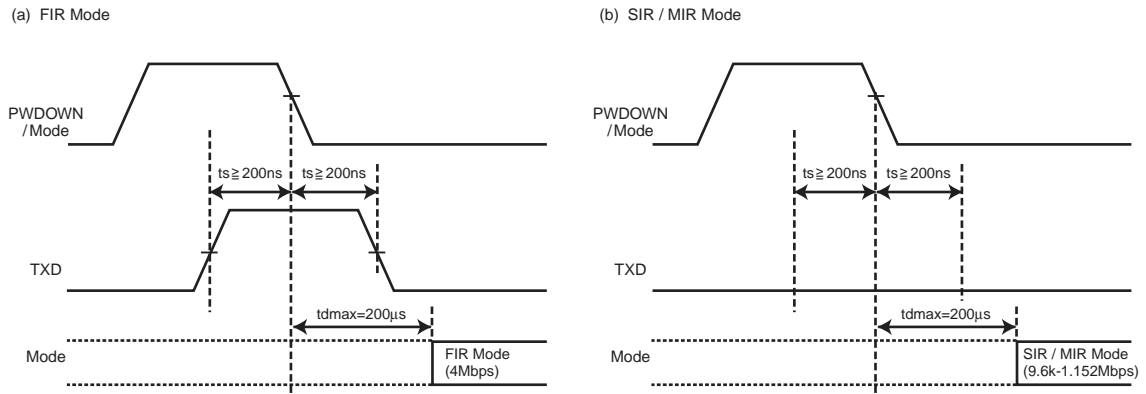 (a) FIR Mode
PWDOWN
/Mode
ts≧200ns
ts≧200ns
TXD
tdmax=200μs
Mode
FIR Mode
(4Mbps)
(b) SIR / MIR Mode
PWDOWN
/Mode
ts≧200ns
ts≧200ns
TXD
tdmax=200μs
Mode
SIR / MIR Mode
(9.6k-1.152Mbps)